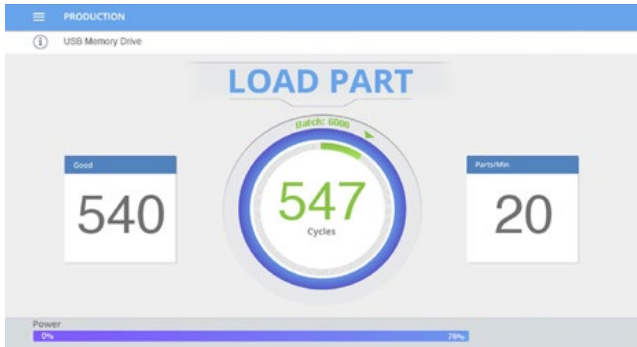 PRODUCTION
USB Memory Drive
LOAD PART
Batch: 6000
Good
540
547
Cycles
Parts/Min
20
Power
0%
76%